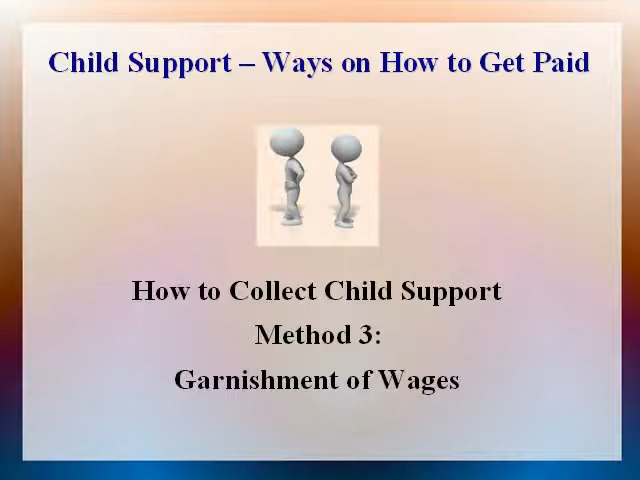 Child Support – Ways on How to Get Paid
How to Collect Child Support
Method 3:
Garnishment of Wages